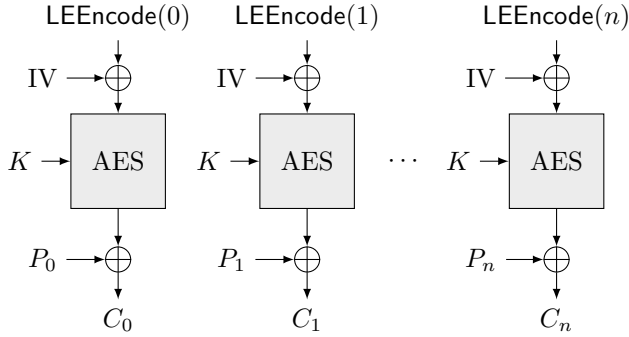 LEEncode(0) LEEncode(1) LEEncode(n)
IV IV IV
K AES K AES ··· K AES
P₀ P₁ Pₙ
C₀ C₁ Cₙ